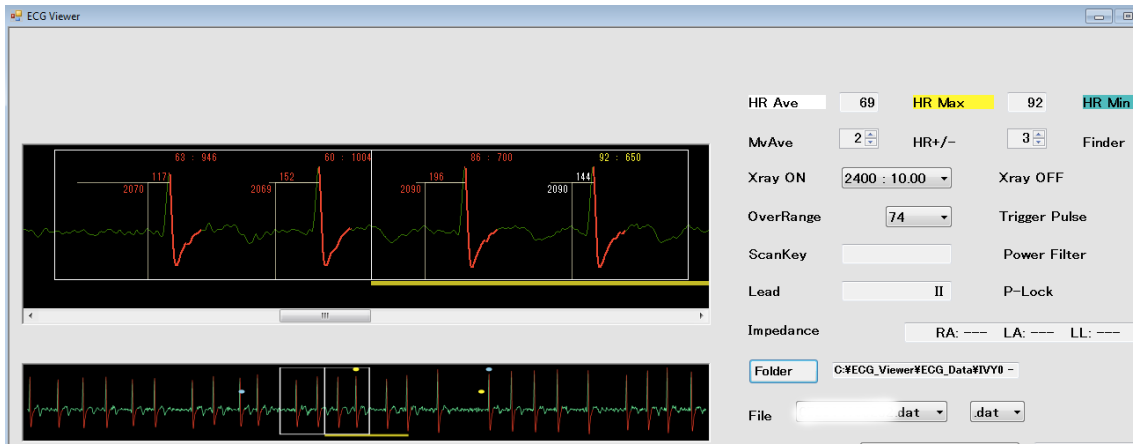 ECG Viewer
HR Ave 69 HR Max 92 HR Min
MvAve 2 HR+/- 3 Finder
63 : 946 60 : 1004 86 : 700 92 : 650
117 152 196 144
2070 2069 2090 2090
Xray ON 2400 : 10.00 Xray OFF
OverRange 74 Trigger Pulse
ScanKey Power Filter
Lead II P-Lock
Impedance RA: --- LA: --- LL: ---
Folder C:¥ECG_Viewer¥ECG_Data¥IVY0 -
File .dat .dat